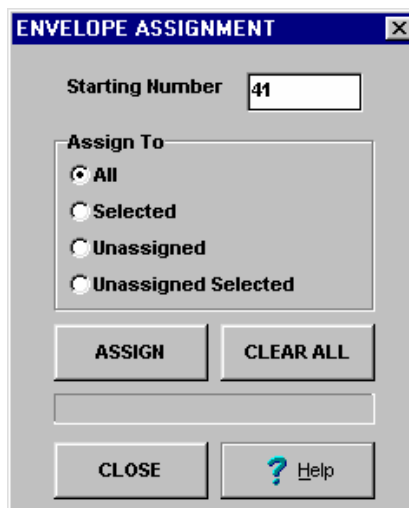 ENVELOPE ASSIGNMENT
Starting Number 41
Assign To
All
Selected
Unassigned
Unassigned Selected
ASSIGN CLEAR ALL
CLOSE ? Help